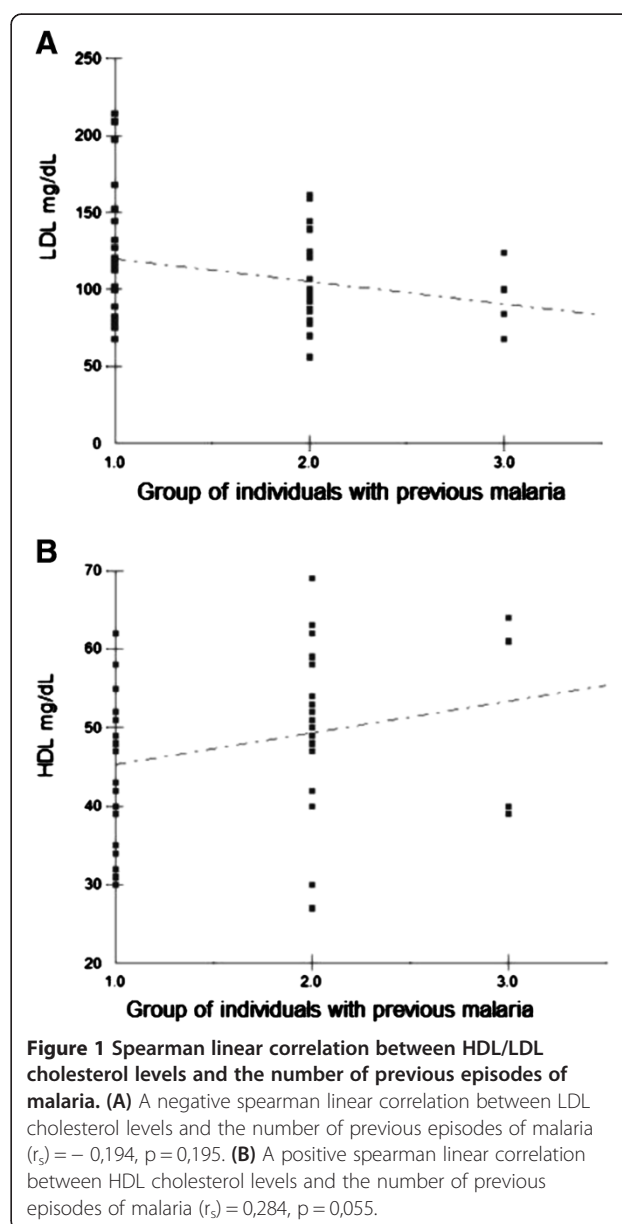 A
250
200
150
100
50
0
LDL mg/dL
1.0 2.0 3.0
Group of individuals with previous malaria
B
70
60
50
40
30
20
HDL mg/dL
1.0 2.0 3.0
Group of individuals with previous malaria
Figure 1 Spearman linear correlation between HDL/LDL
cholesterol levels and the number of previous episodes of
malaria. (A) A negative spearman linear correlation between LDL
cholesterol levels and the number of previous episodes of malaria
(rs) = − 0,194, p = 0,195. (B) A positive spearman linear correlation
between HDL cholesterol levels and the number of previous
episodes of malaria (rs) = 0,284, p = 0,055.